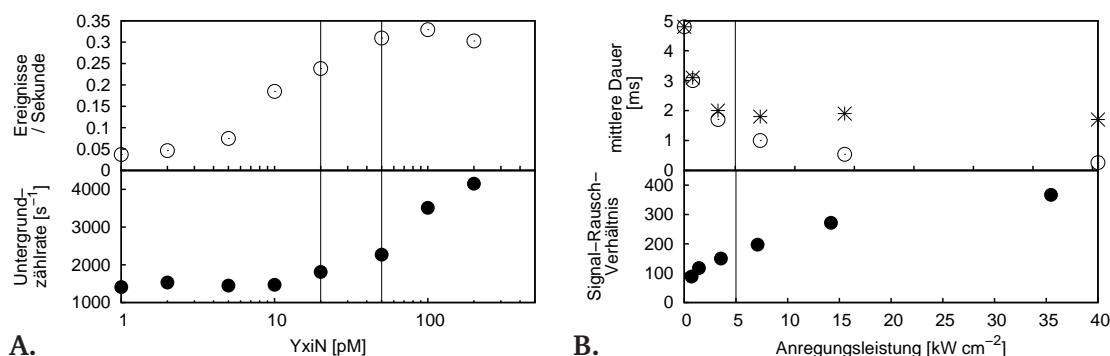 Ereignisse
/ Sekunde
0.35
0.3
0.25
0.2
0.15
0.1
0.05
0
Untergrund–
zählrate [s−1]
4000
3000
2000
1000
1
10
100
YxiN [pM]
A.
mittlere Dauer
[ms]
5
4
3
2
1
0
Signal–Rausch–
Verhältnis
400
300
200
100
0
0
5
10
15
20
25
30
35
40
Anregungsleistung [kW cm−2]
B.